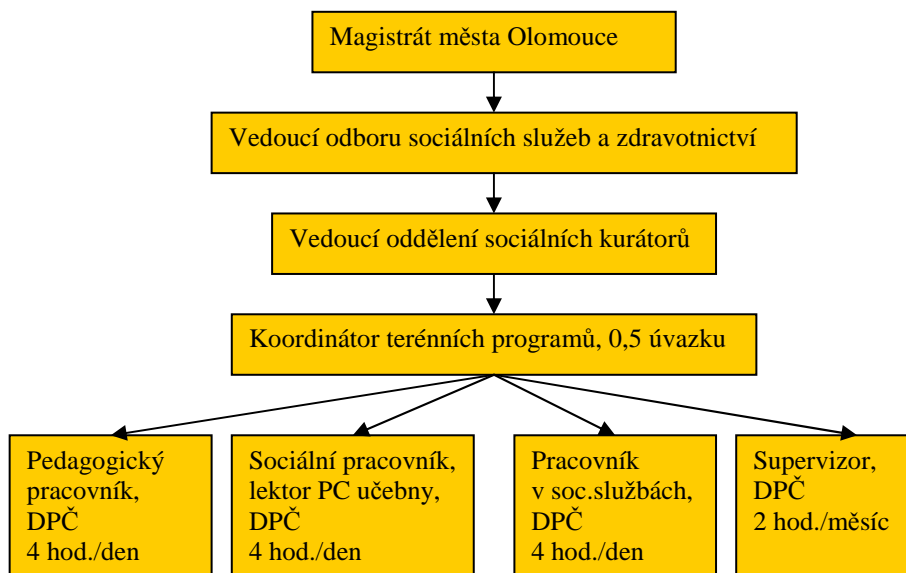 Magistrát města Olomouce
Vedoucí odboru sociálních služeb a zdravotnictví
Vedoucí oddělení sociálních kurátorů
Koordinátor terénních programů, 0,5 úvazku
Pedagogický
pracovník,
DPČ
4 hod./den
Sociální pracovník,
lektor PC učebny,
DPČ
4 hod./den
Pracovník
v soc.službách,
DPČ
4 hod./den
Supervizor,
DPČ
2 hod./měsíc